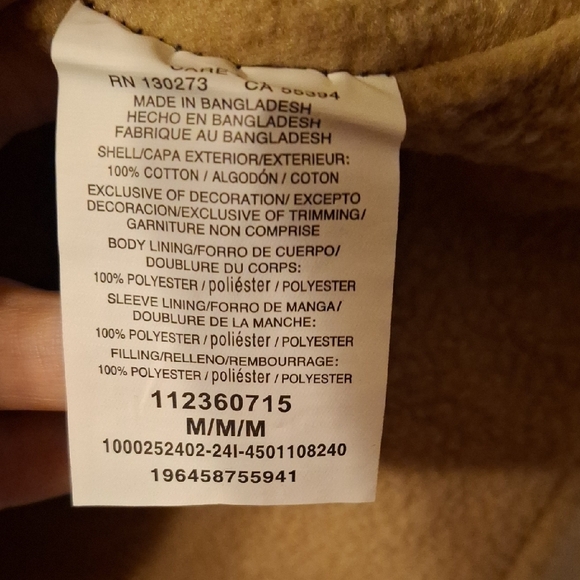 RN 130273 CA 55394
MADE IN BANGLADESH
HECHO EN BANGLADESH
FABRIQUE AU BANGLADESH
SHELL/CAPA EXTERIOR/EXTERIEUR:
100% COTTON / ALGODÓN / COTON
EXCLUSIVE OF DECORATION/ EXCEPTO
DECORACION/EXCLUSIVE OF TRIMMING/
GARNITURE NON COMPRISE
BODY LINING/FORRO DE CUERPO/
DOUBLURE DU CORPS:
100% POLYESTER / poliéster / POLYESTER
SLEEVE LINING/FORRO DE MANGA/
DOUBLURE DE LA MANCHE:
100% POLYESTER / poliéster / POLYESTER
FILLING/RELLENO/REMBOURRAGE:
100% POLYESTER / poliéster / POLYESTER
112360715
M/M/M
1000252402-24I-4501108240
196458755941